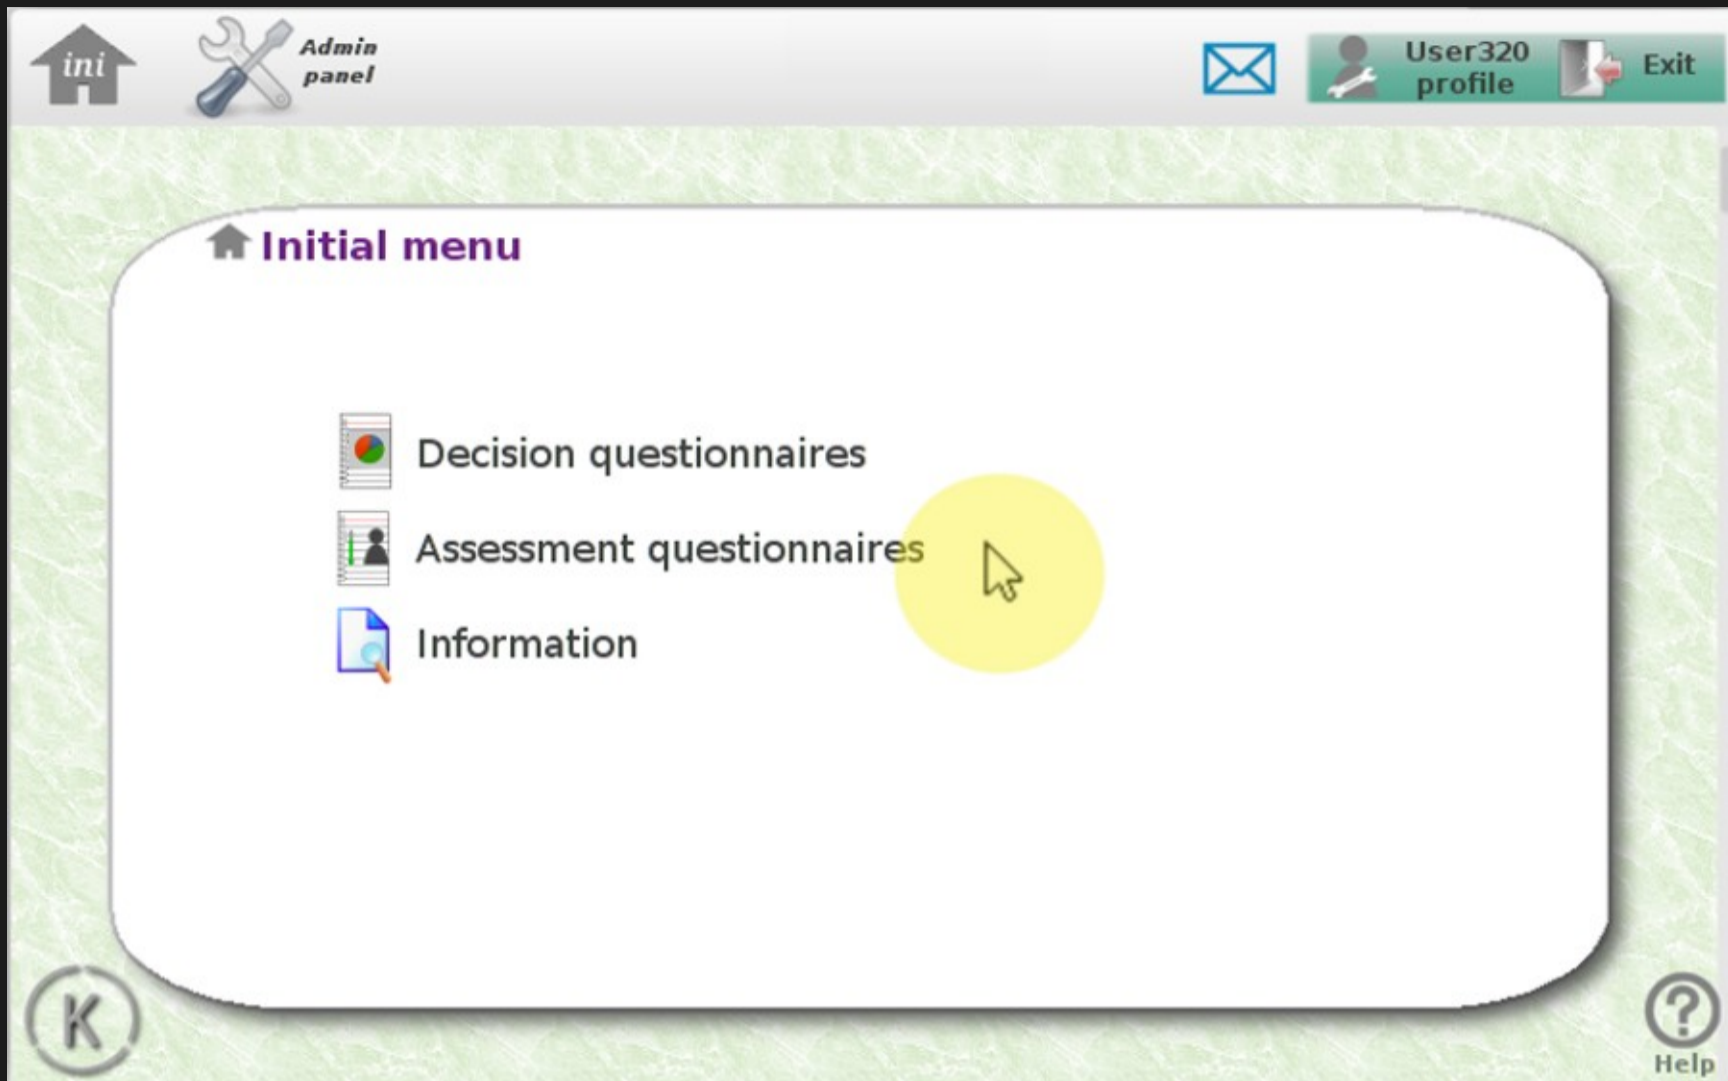 ini
Admin
panel
User320
profile
Exit
Initial menu
Decision questionnaires
Assessment questionnaires
Information
K
?
Help